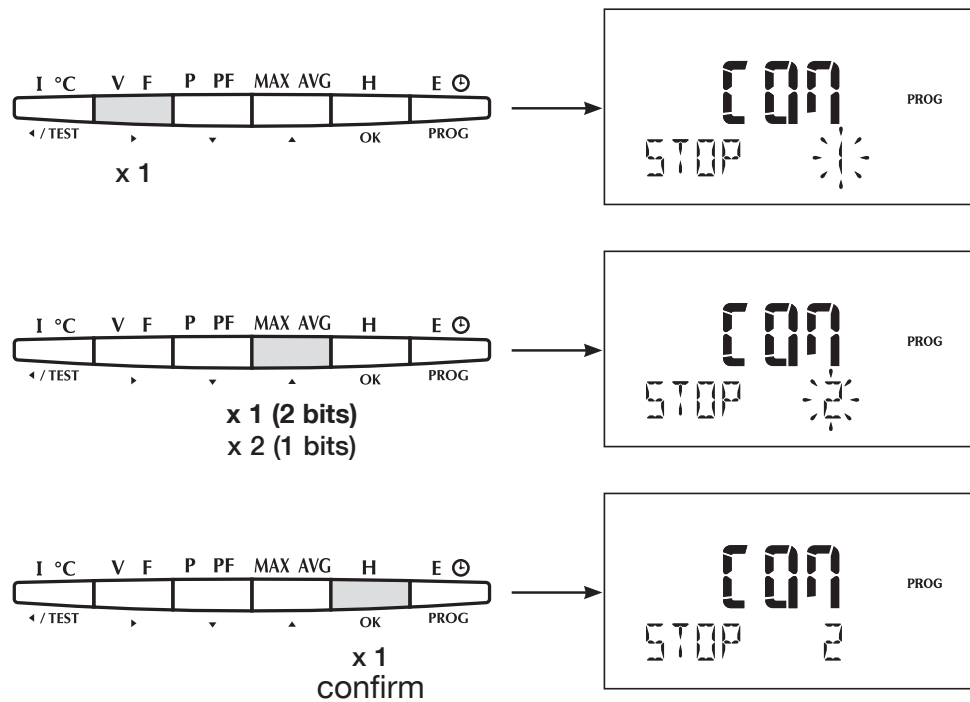 I °C V F P PF MAX AVG H E
/ TEST OK PROG
x 1
COM
PROG
STOP 1
I °C V F P PF MAX AVG H E
/ TEST OK PROG
x 1 (2 bits)
x 2 (1 bits)
COM
PROG
STOP 2
I °C V F P PF MAX AVG H E
/ TEST OK PROG
x 1
confirm
COM
PROG
STOP 2